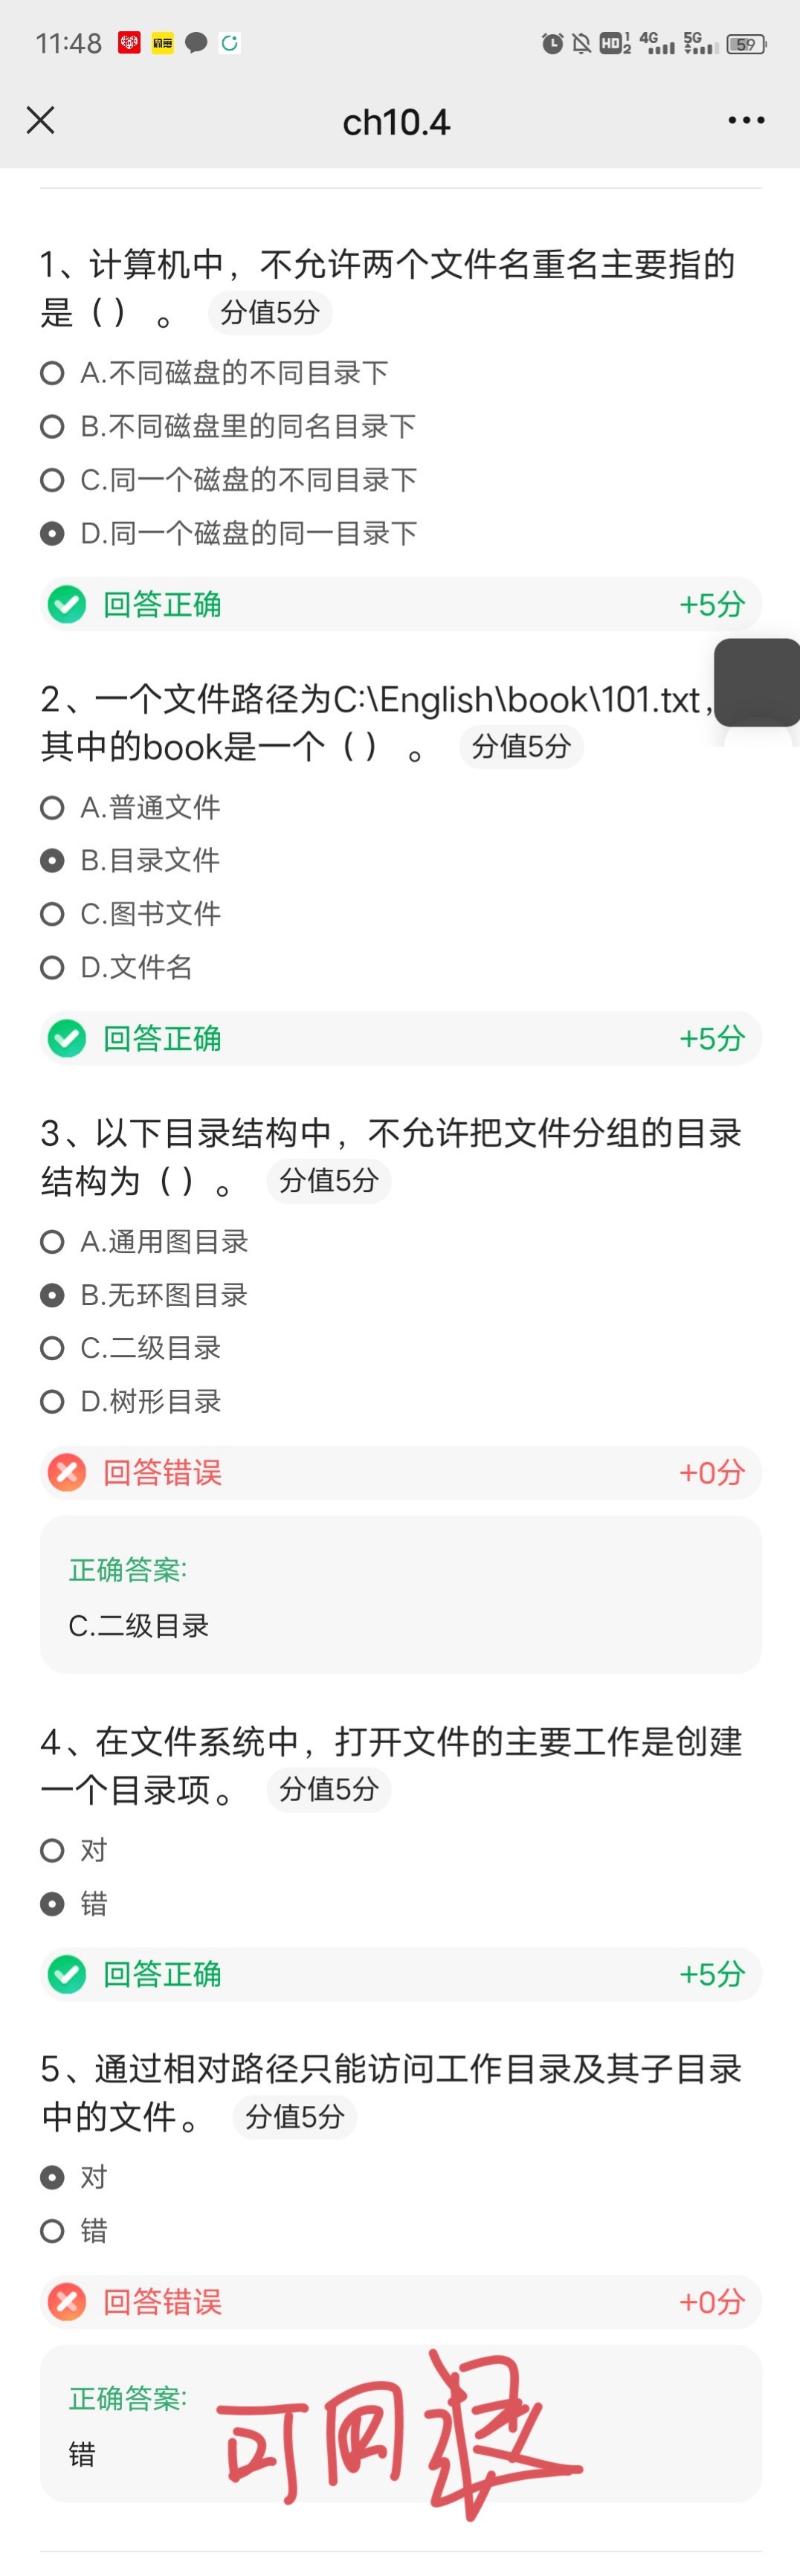 11:48
HD 1 2 4G 5G 59
ch10.4
1、计算机中，不允许两个文件名重名主要指的
是（）。 分值5分
A.不同磁盘的不同目录下
B.不同磁盘里的同名目录下
C.同一个磁盘的不同目录下
D.同一个磁盘的同一目录下
回答正确 +5分
2、一个文件路径为C:\English\book\101.txt,
其中的book是一个（）。 分值5分
A.普通文件
B.目录文件
C.图书文件
D.文件名
回答正确 +5分
3、以下目录结构中，不允许把文件分组的目录
结构为（）。 分值5分
A.通用图目录
B.无环图目录
C.二级目录
D.树形目录
回答错误 +0分
正确答案:
C.二级目录
4、在文件系统中，打开文件的主要工作是创建
一个目录项。 分值5分
对
错
回答正确 +5分
5、通过相对路径只能访问工作目录及其子目录
中的文件。 分值5分
对
错
回答错误 +0分
正确答案:
错
可回退